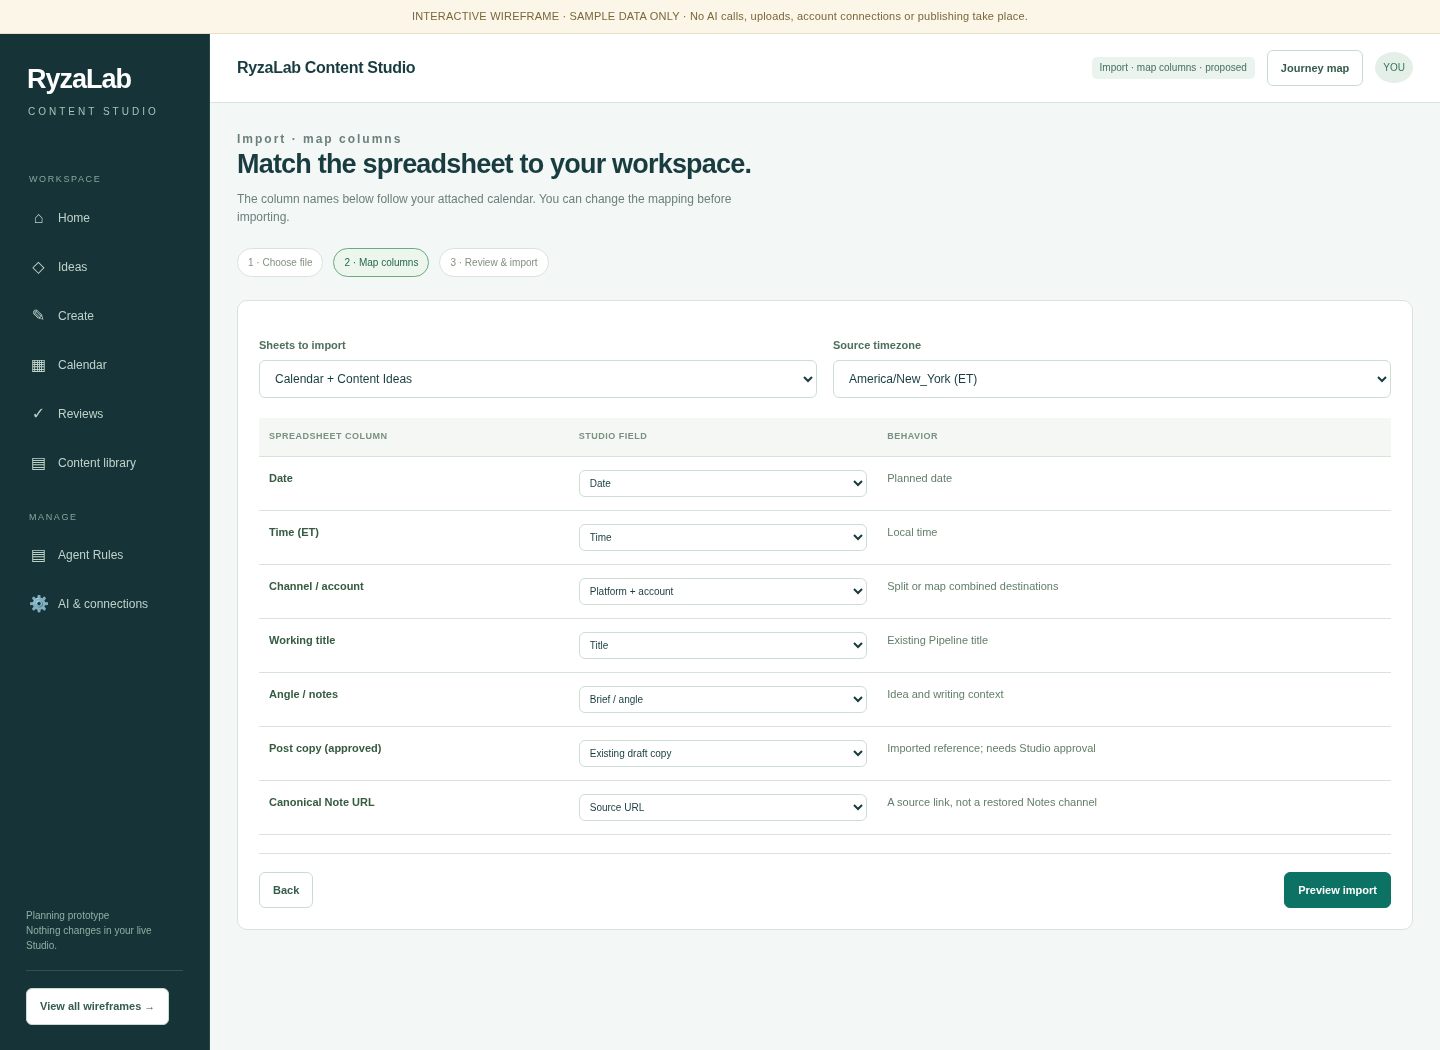 INTERACTIVE WIREFRAME · SAMPLE DATA ONLY · No AI calls, uploads, account connections or publishing take place.
RyzaLab
CONTENT STUDIO
WORKSPACE
Home
Ideas
Create
Calendar
Reviews
Content library
MANAGE
Agent Rules
AI & connections
Planning prototype
Nothing changes in your live
Studio.
View all wireframes →
RyzaLab Content Studio
Import · map columns · proposed
Journey map
YOU
Import · map columns
Match the spreadsheet to your workspace.
The column names below follow your attached calendar. You can change the mapping before
importing.
1 · Choose file
2 · Map columns
3 · Review & import
Sheets to import
Source timezone
Calendar + Content Ideas
America/New_York (ET)
SPREADSHEET COLUMN STUDIO FIELD BEHAVIOR
Date Date Planned date
Time (ET) Time Local time
Channel / account Platform + account Split or map combined destinations
Working title Title Existing Pipeline title
Angle / notes Brief / angle Idea and writing context
Post copy (approved) Existing draft copy Imported reference; needs Studio approval
Canonical Note URL Source URL A source link, not a restored Notes channel
Back
Preview import